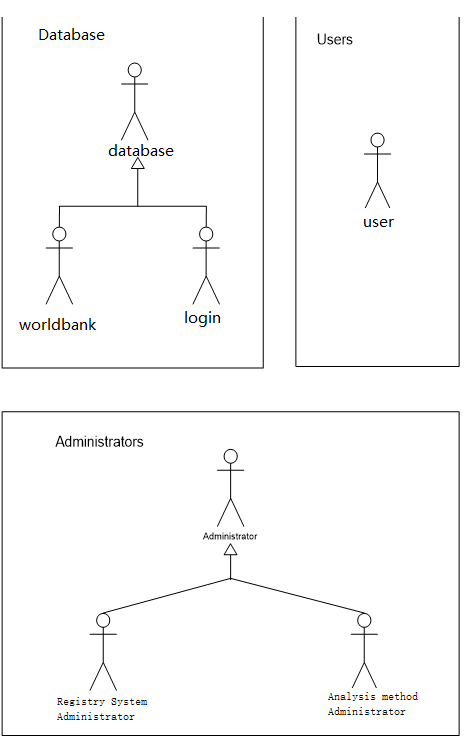 Database
Users
database
user
worldbank
login
Administrators
Administrator
Registry System
Administrator
Analysis method
Administrator